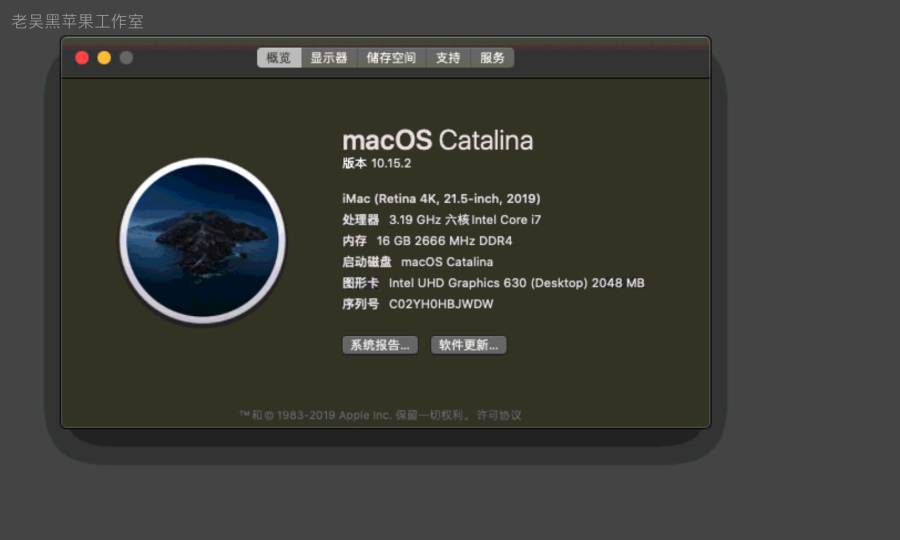 老吴黑苹果工作室
概览 显示器 储存空间 支持 服务
macOS Catalina
版本 10.15.2
iMac (Retina 4K, 21.5-inch, 2019)
处理器 3.19 GHz 六核Intel Core i7
内存 16 GB 2666 MHz DDR4
启动磁盘 macOS Catalina
图形卡 Intel UHD Graphics 630 (Desktop) 2048 MB
序列号 C02YH0HBJWDW
系统报告... 软件更新...
™和© 1983-2019 Apple Inc. 保留一切权利。 许可协议